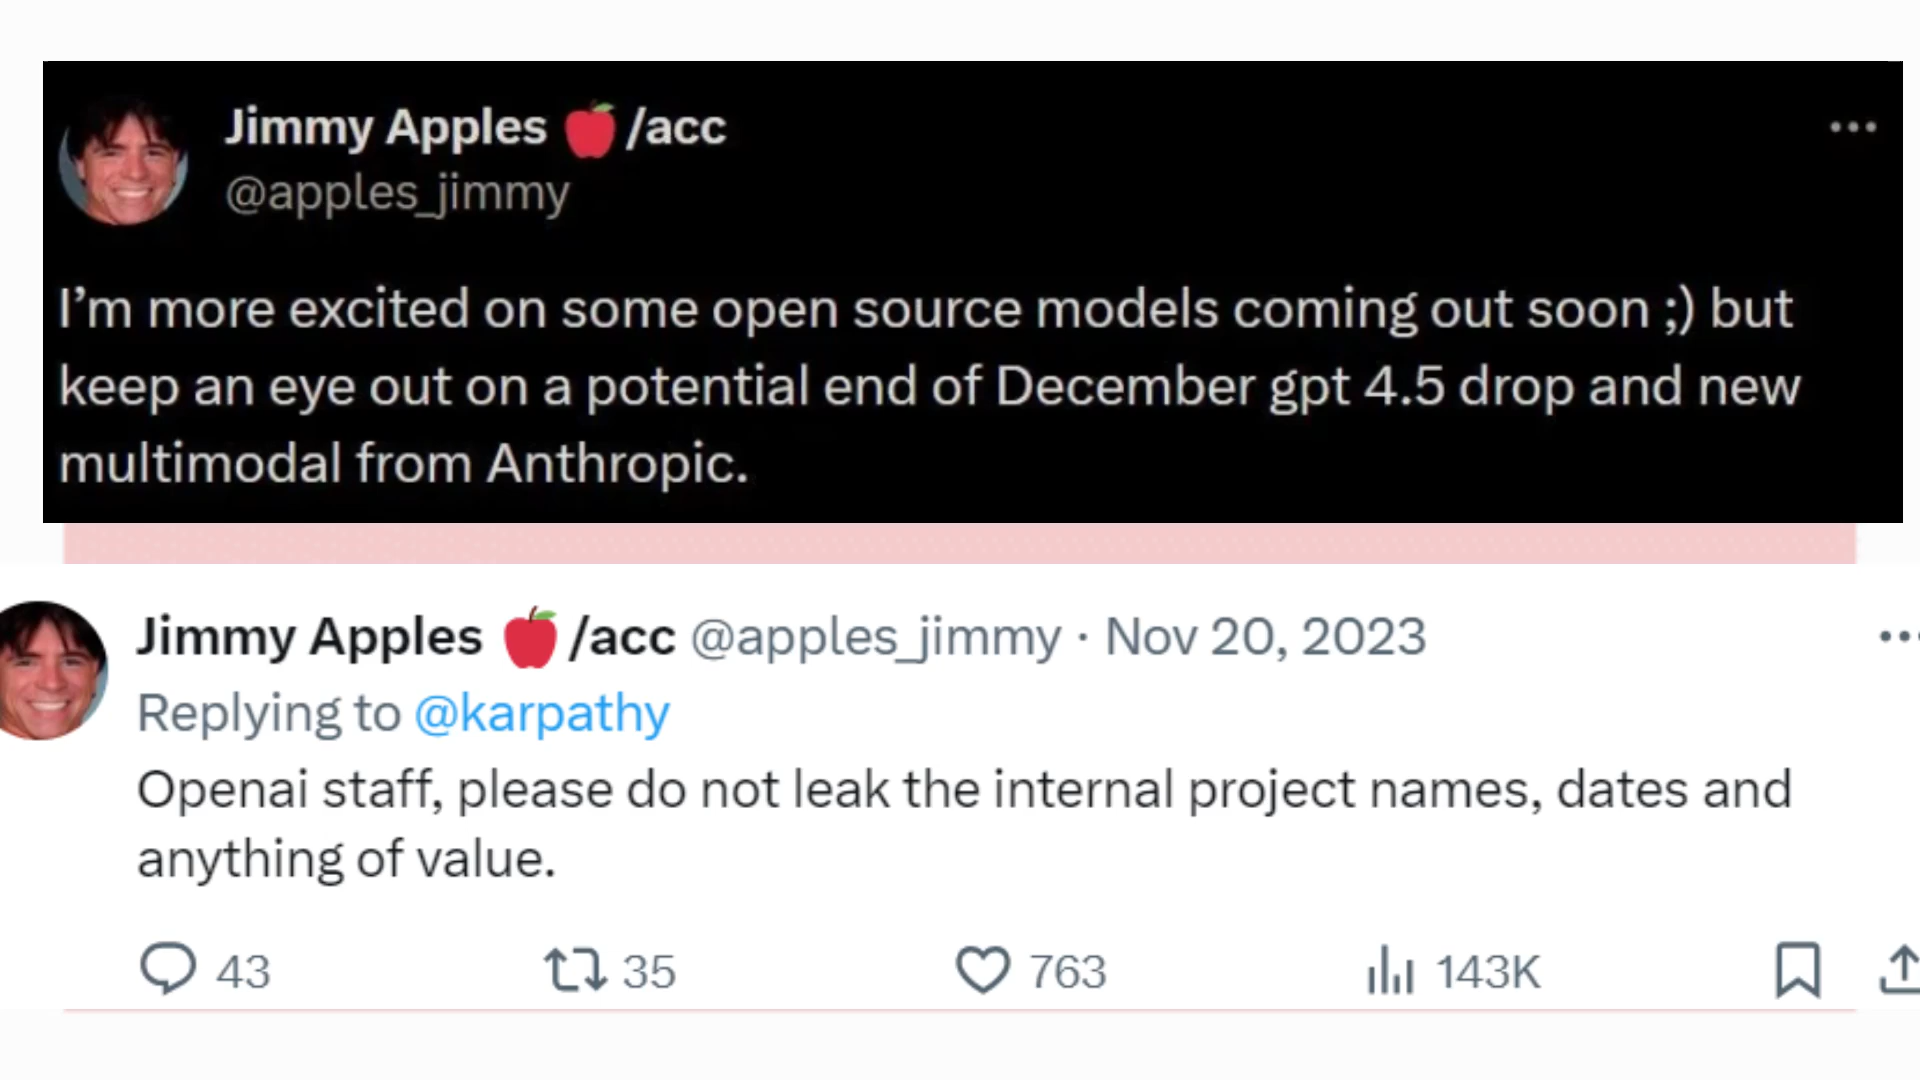 Jimmy Apples 🍎/acc
@apples_jimmy
I’m more excited on some open source models coming out soon ;) but
keep an eye out on a potential end of December gpt 4.5 drop and new
multimodal from Anthropic.
Jimmy Apples 🍎/acc @apples_jimmy · Nov 20, 2023
Replying to @karpathy
Openai staff, please do not leak the internal project names, dates and
anything of value.
43 35 763 143K